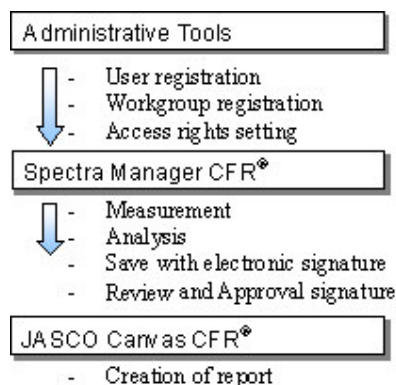 Administrative Tools
- User registration
- Workgroup registration
- Access rights setting
Spectra Manager CFR®
- Measurement
- Analysis
- Save with electronic signature
- Review and Approval signature
JASCO Canvas CFR®
- Creation of report